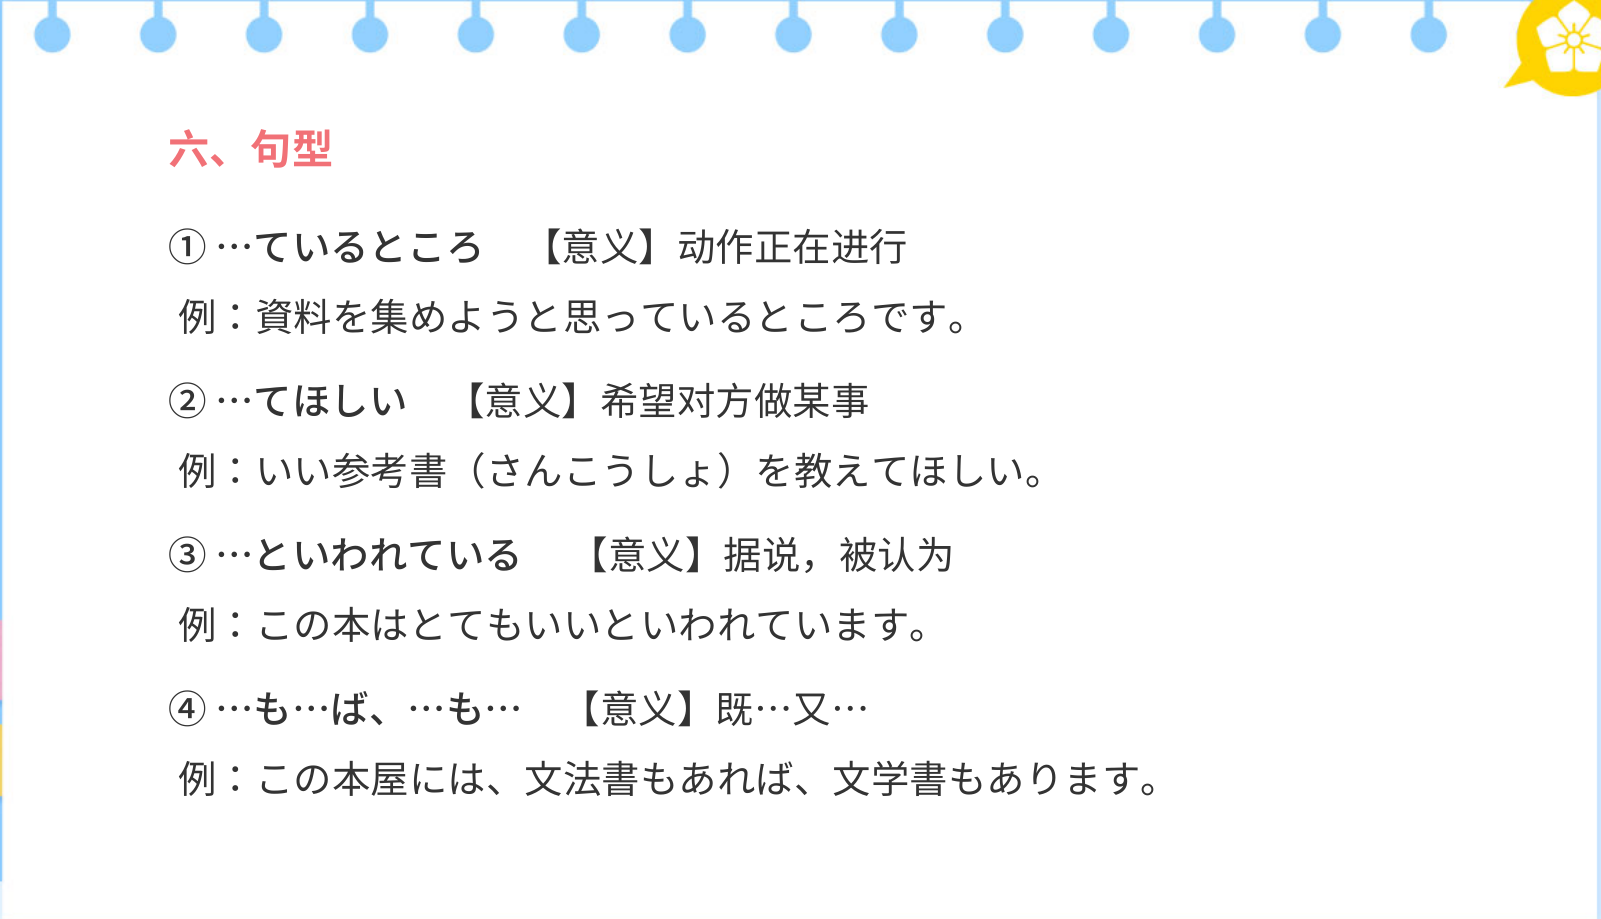 六、句型
① …ているところ 【意义】动作正在进行
例：資料を集めようと思っているところです。
② …てほしい 【意义】希望对方做某事
例：いい参考書（さんこうしょ）を教えてほしい。
③ …といわれている 【意义】据说，被认为
例：この本はとてもいいといわれています。
④ …も…ば、…も… 【意义】既…又…
例：この本屋には、文法書もあれば、文学書もあります。